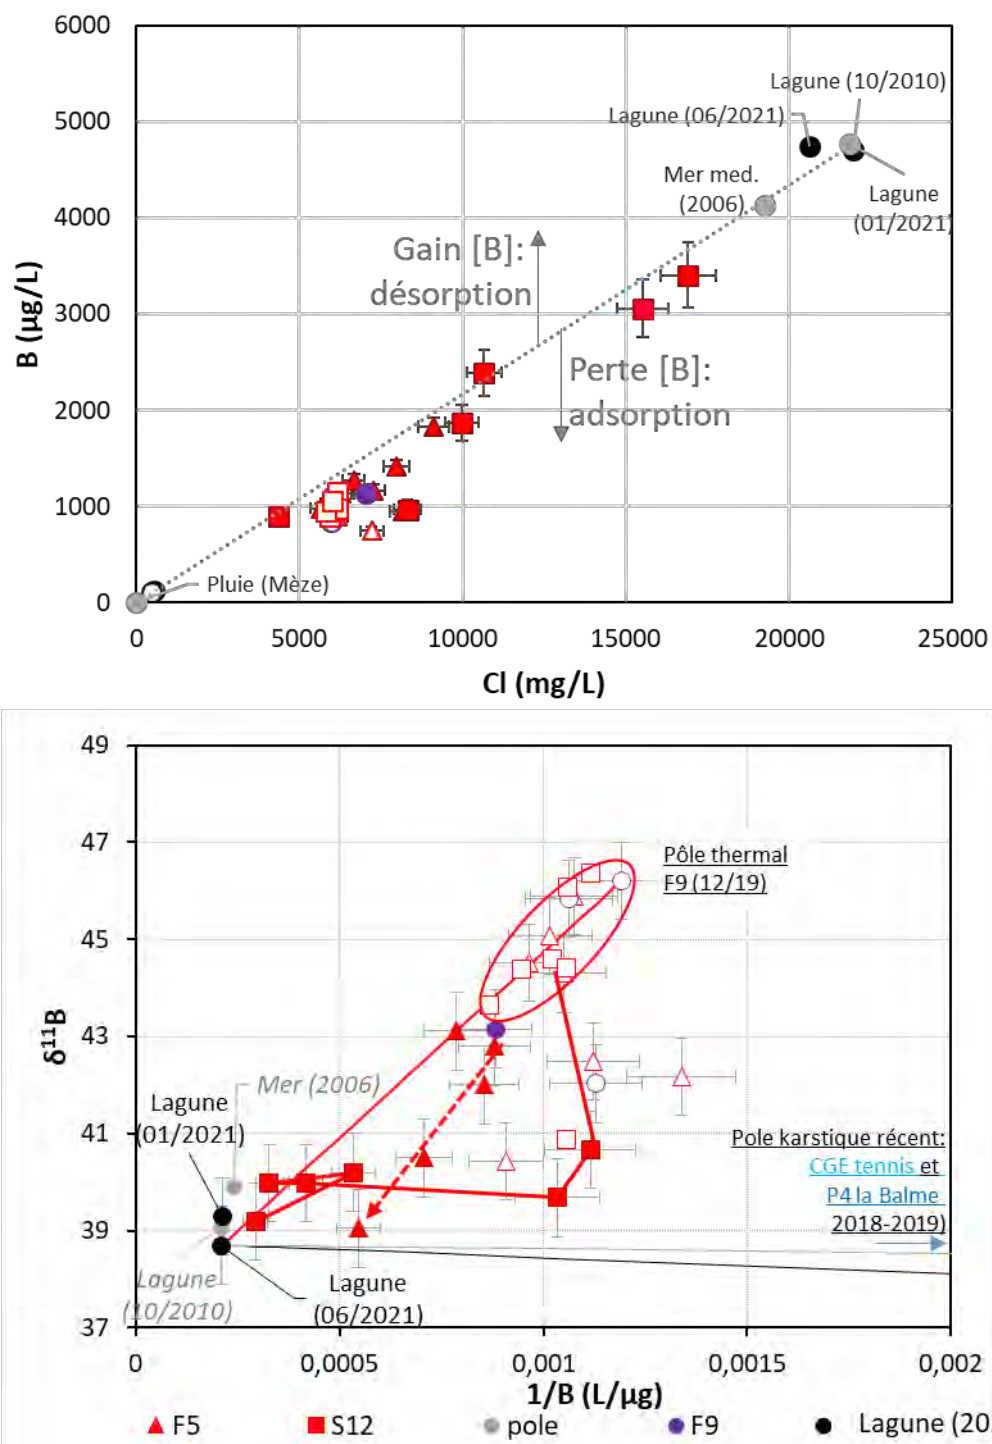 6000
5000
4000
3000
2000
1000
0
B (µg/L)
Lagune (10/2010)
Lagune (06/2021)
Mer med.
(2006)
Lagune
(01/2021)
Gain [B]:
désorption
Perte [B]:
adsorption
Pluie (Mèze)
0
5000
10000
15000
20000
25000
Cl (mg/L)
49
47
45
43
41
39
37
δ¹¹B
Pôle thermal
F9 (12/19)
Mer (2006)
Lagune
(01/2021)
Pole karstique récent:
CGE tennis et
P4 la Balme
2018-2019)
Lagune
(10/2010)
Lagune
(06/2021)
0
0,0005
0,001
0,0015
0,002
1/B (L/µg)
F5
S12
pole
F9
Lagune (20